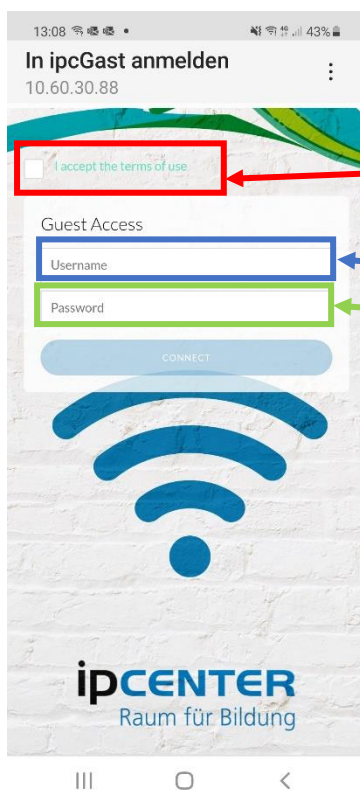 13:08
43%
In ipcGast anmelden
10.60.30.88
I accept the terms of use
Guest Access
Username
Password
CONNECT
ipCENTER
Raum für Bildung